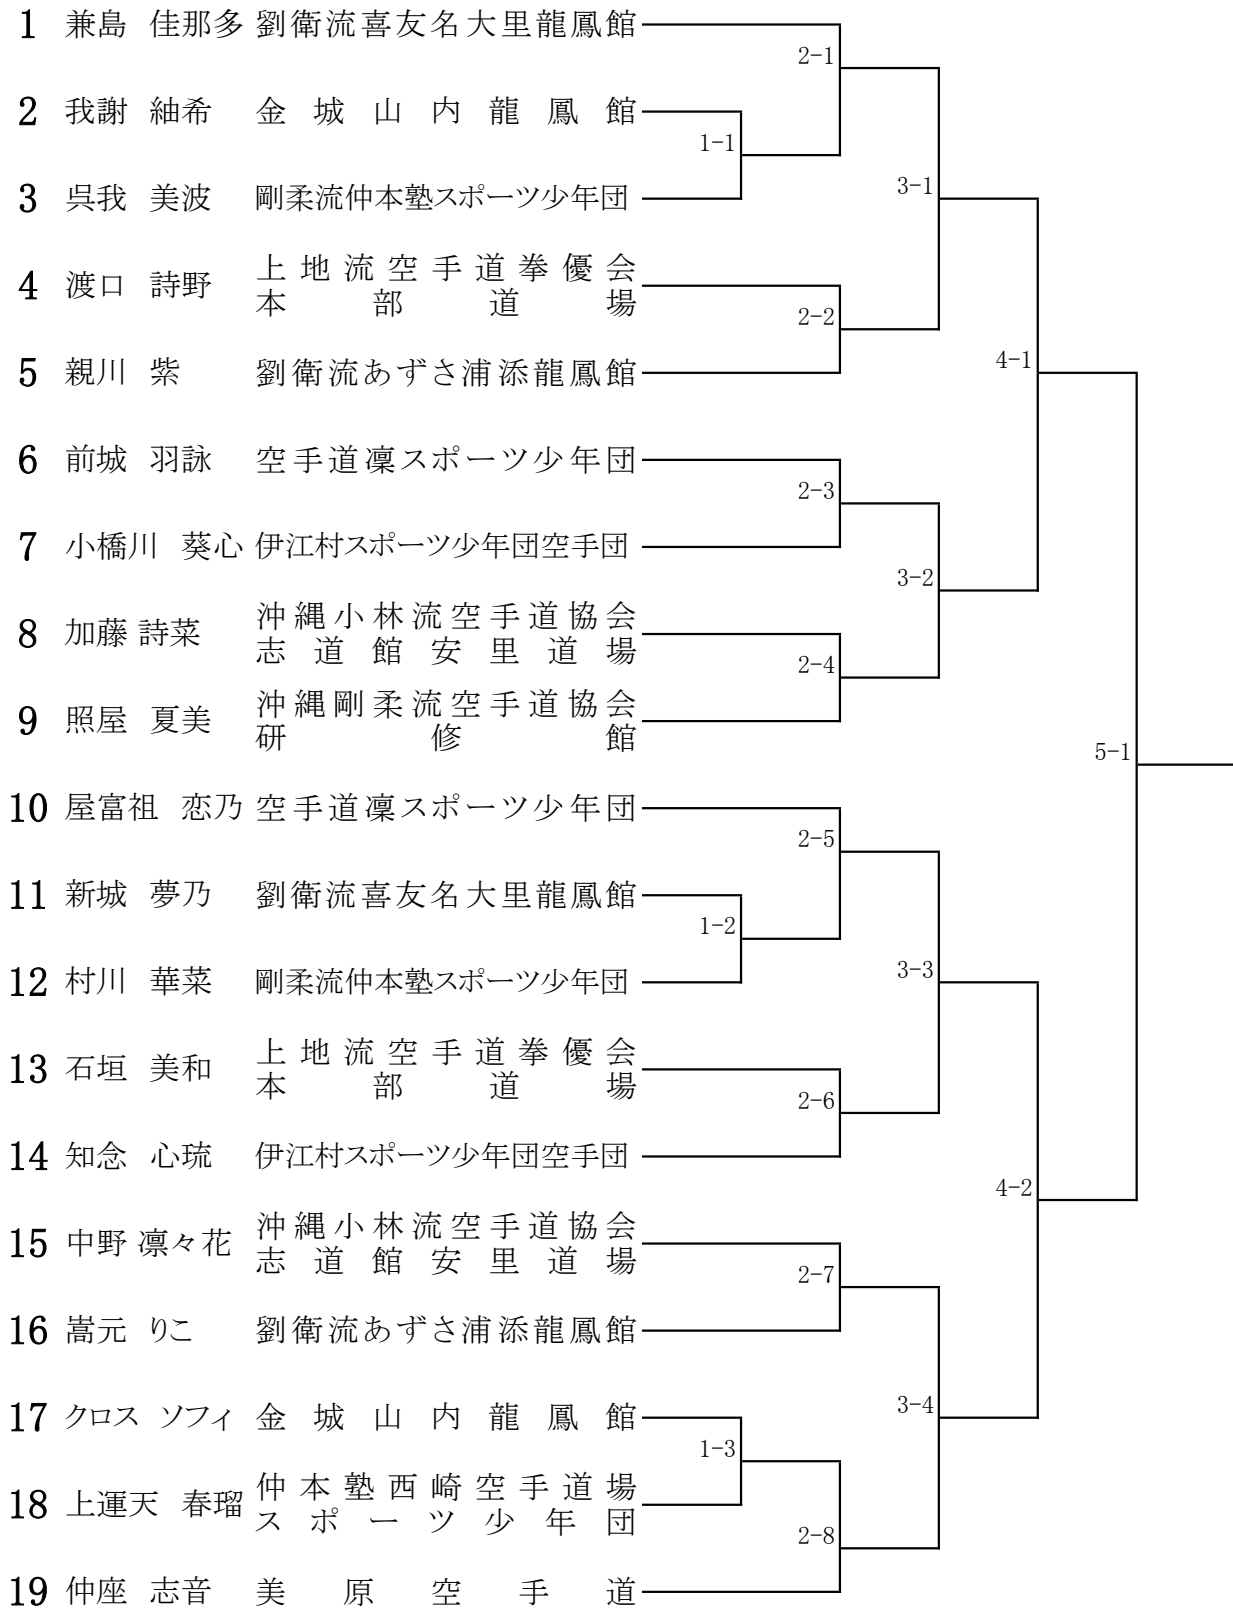 1 兼島 佳那多 劉衛流喜友名大里龍鳳館
2-1
2 我謝 紬希 金城山内龍鳳館
1-1
3 呉我 美波 剛柔流仲本塾スポーツ少年団
3-1
4 渡口 詩野 上地流空手道拳優会
本部道場
2-2
5 親川 紫 劉衛流あずさ浦添龍鳳館
4-1
6 前城 羽詠 空手道凜スポーツ少年団
2-3
7 小橋川 葵心 伊江村スポーツ少年団空手団
3-2
8 加藤 詩菜 沖縄小林流空手道協会
志道館安里道場
2-4
9 照屋 夏美 沖縄剛柔流空手道協会
研修館
5-1
10 屋富祖 恋乃 空手道凜スポーツ少年団
2-5
11 新城 夢乃 劉衛流喜友名大里龍鳳館
1-2
12 村川 華菜 剛柔流仲本塾スポーツ少年団
3-3
13 石垣 美和 上地流空手道拳優会
本部道場
2-6
14 知念 心琉 伊江村スポーツ少年団空手団
4-2
15 中野 凛々花 沖縄小林流空手道協会
志道館安里道場
2-7
16 嵩元 りこ 劉衛流あずさ浦添龍鳳館
3-4
17 クロス ソフィ 金城山内龍鳳館
1-3
18 上運天 春瑠 仲本塾西崎空手道場
スポーツ少年団
2-8
19 仲座 志音 美原空手道